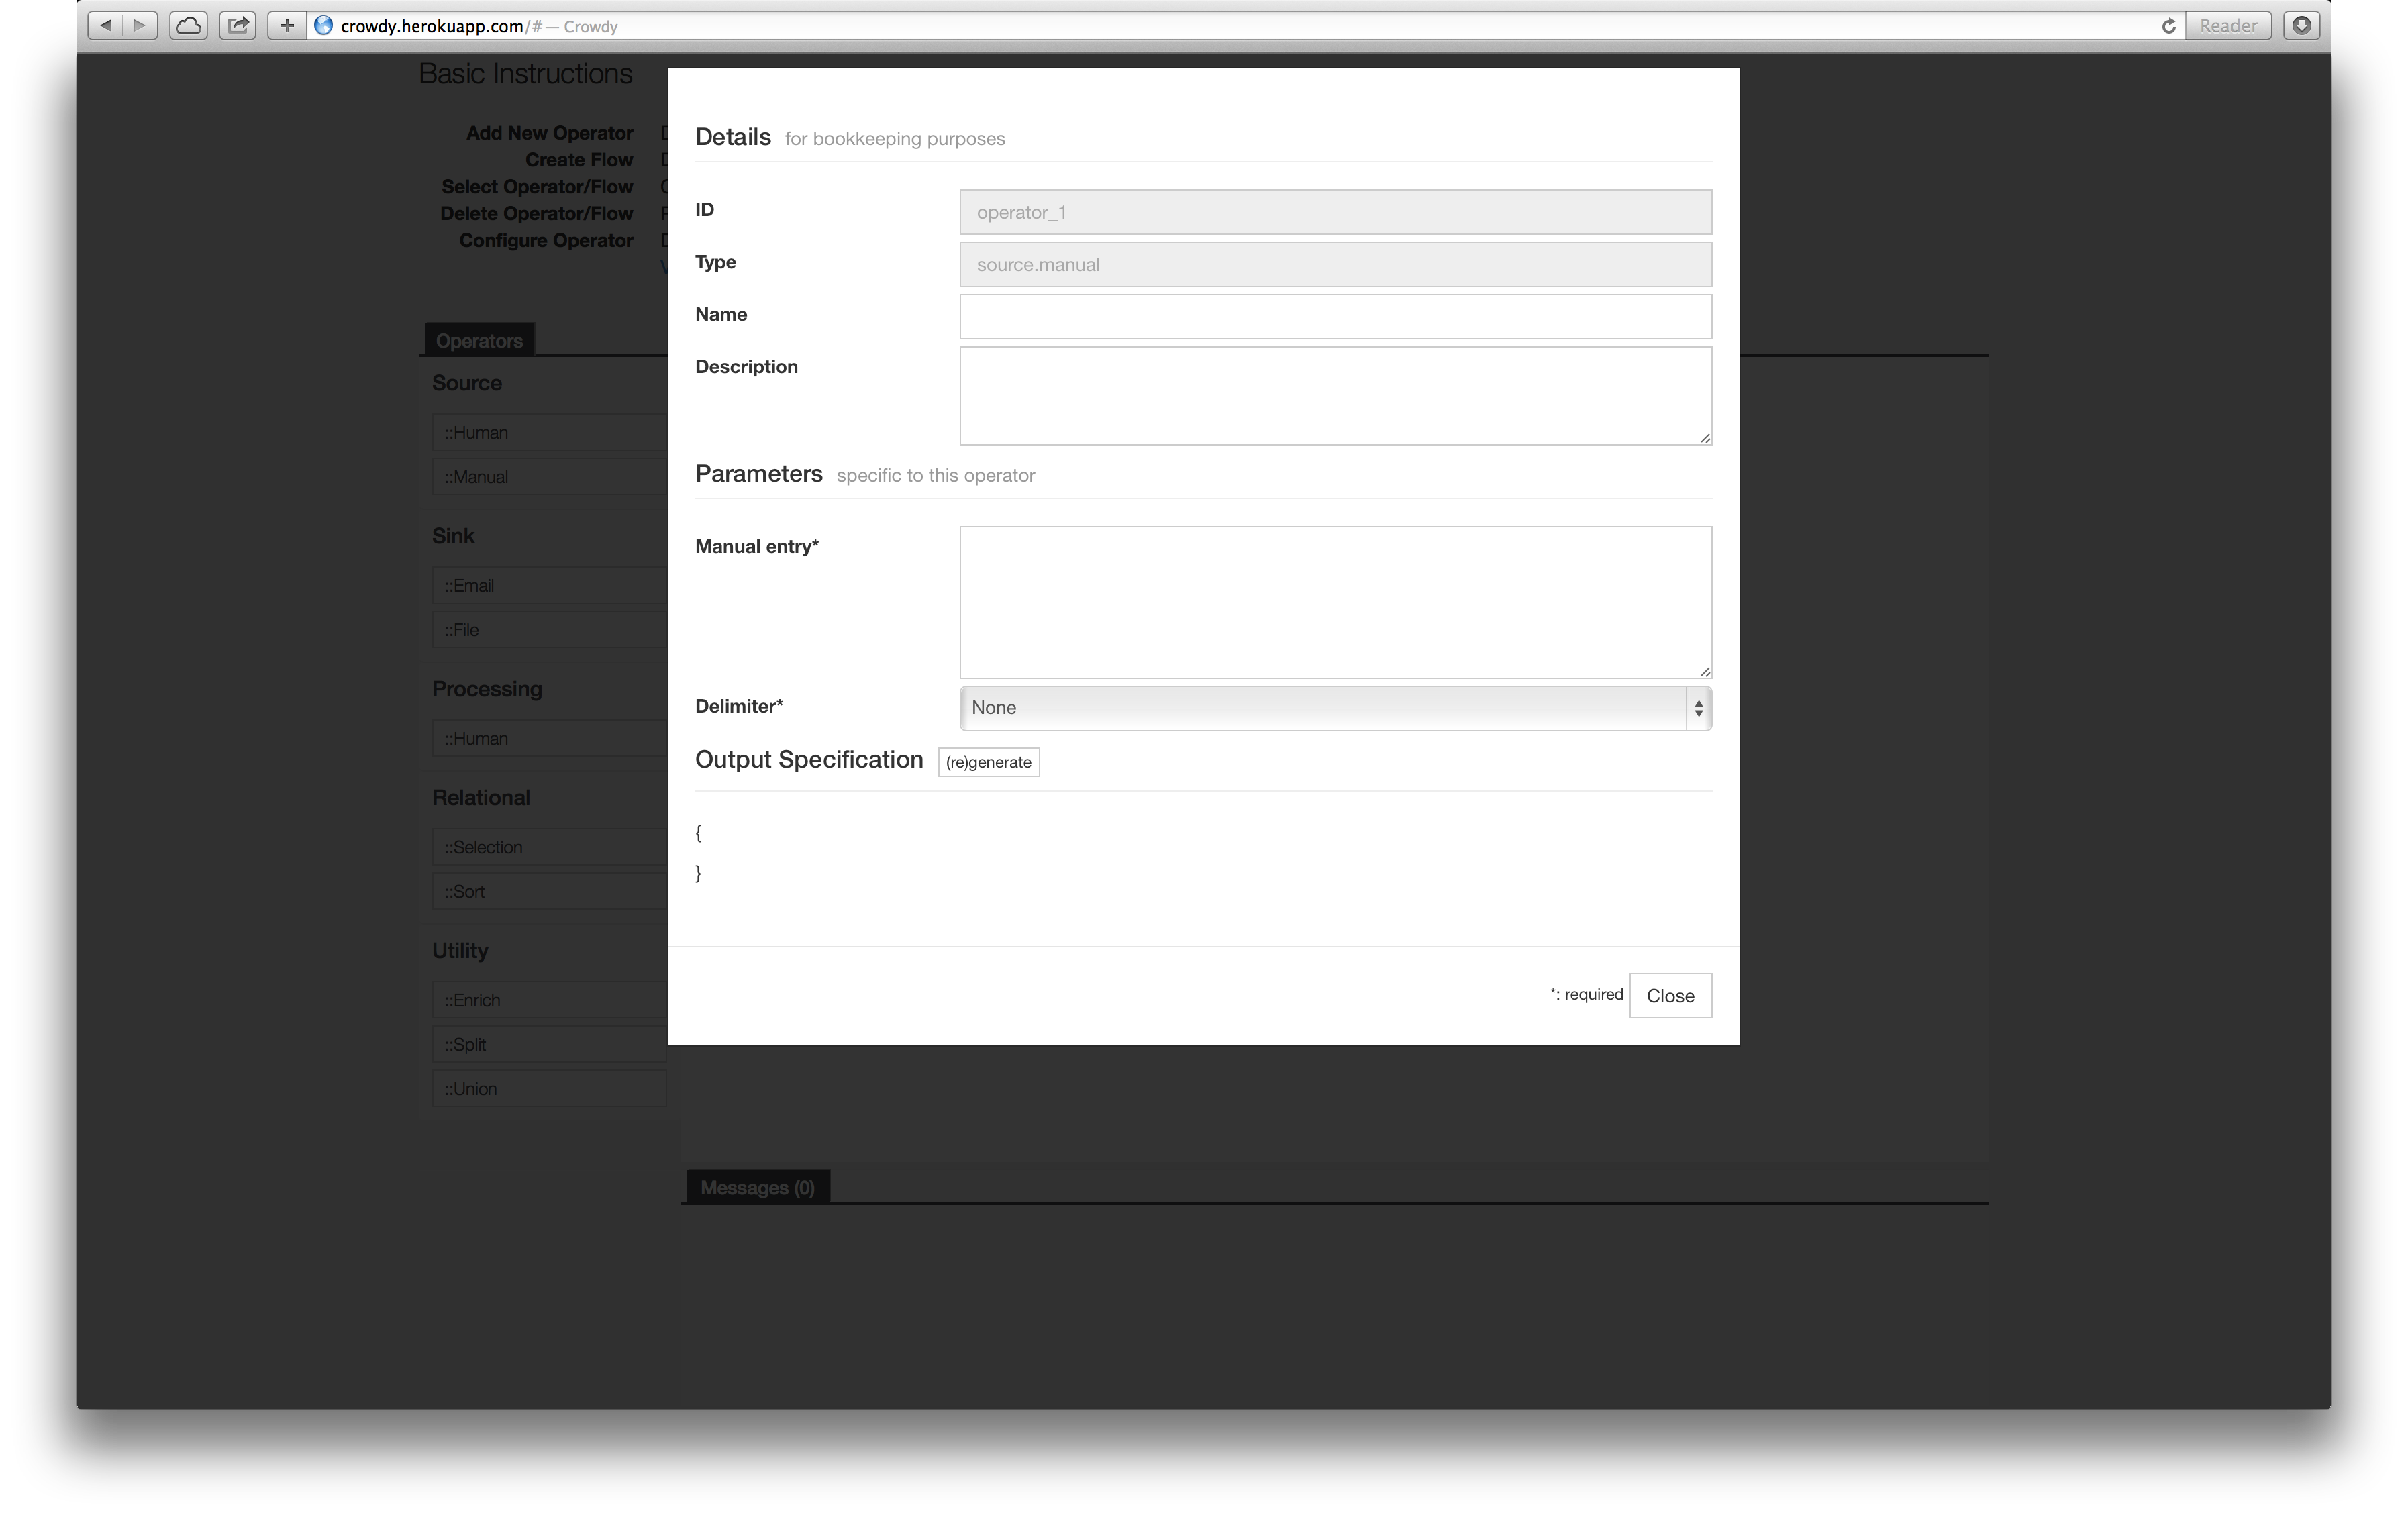 crowdy.herokuapp.com/# — Crowdy
Reader
Basic Instructions
Add New Operator
Create Flow
Select Operator/Flow
Delete Operator/Flow
Configure Operator
Operators
Source
::Human
::Manual
Sink
::Email
::File
Processing
::Human
Relational
::Selection
::Sort
Utility
::Enrich
::Split
::Union
Details for bookkeeping purposes
ID operator_1
Type source.manual
Name
Description
Parameters specific to this operator
Manual entry*
Delimiter* None
Output Specification (re)generate
{
}
*: required Close
Messages (0)